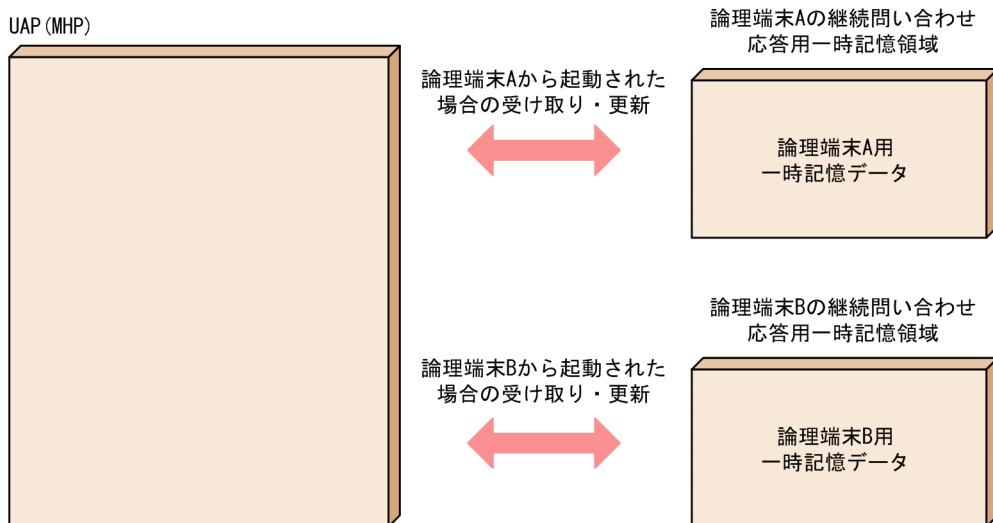 UAP(MHP)
論理端末Aの継続問い合わせ
応答用一時記憶領域
論理端末Aから起動された
場合の受け取り・更新
論理端末A用
一時記憶データ
論理端末Bの継続問い合わせ
応答用一時記憶領域
論理端末Bから起動された
場合の受け取り・更新
論理端末B用
一時記憶データ